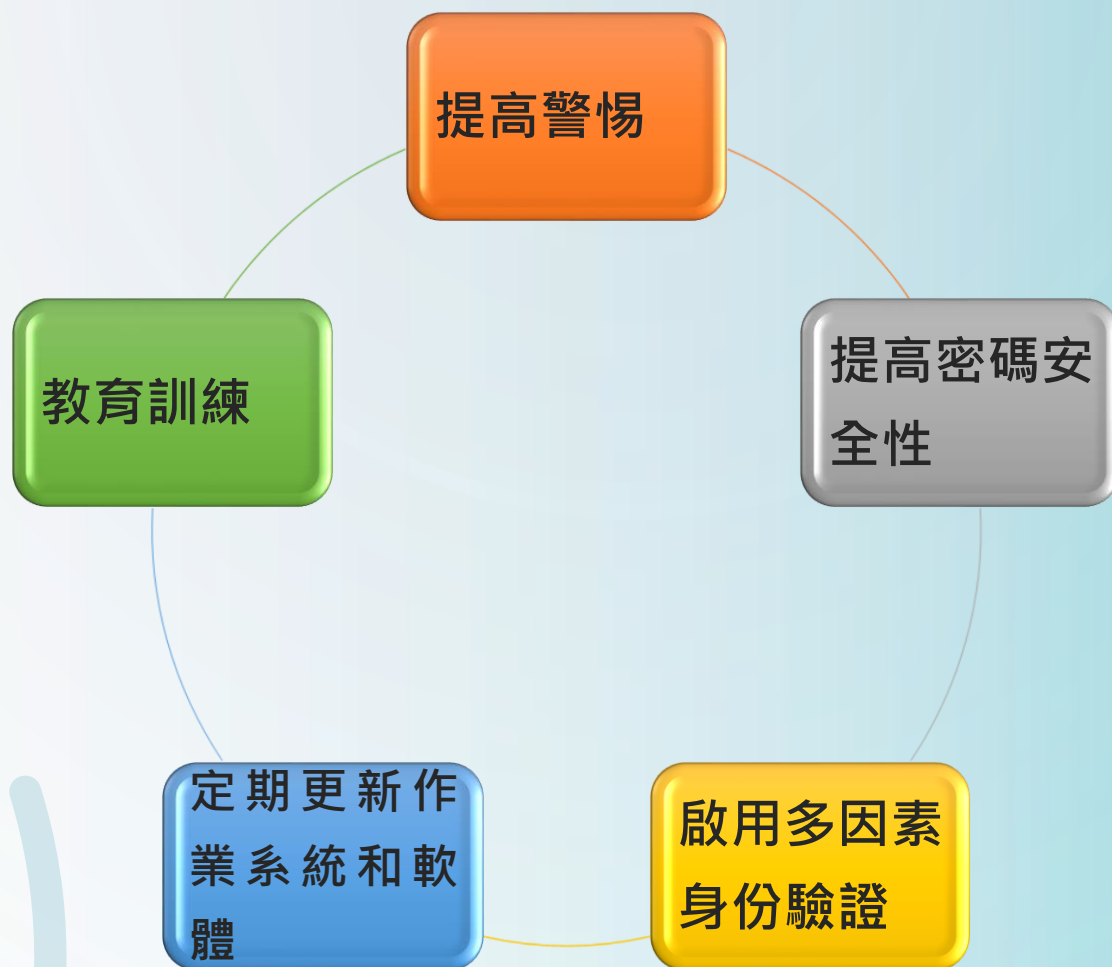 提高警惕
提高密碼安
全性
啟用多因素
身份驗證
定期更新作
業系統和軟
體
教育訓練